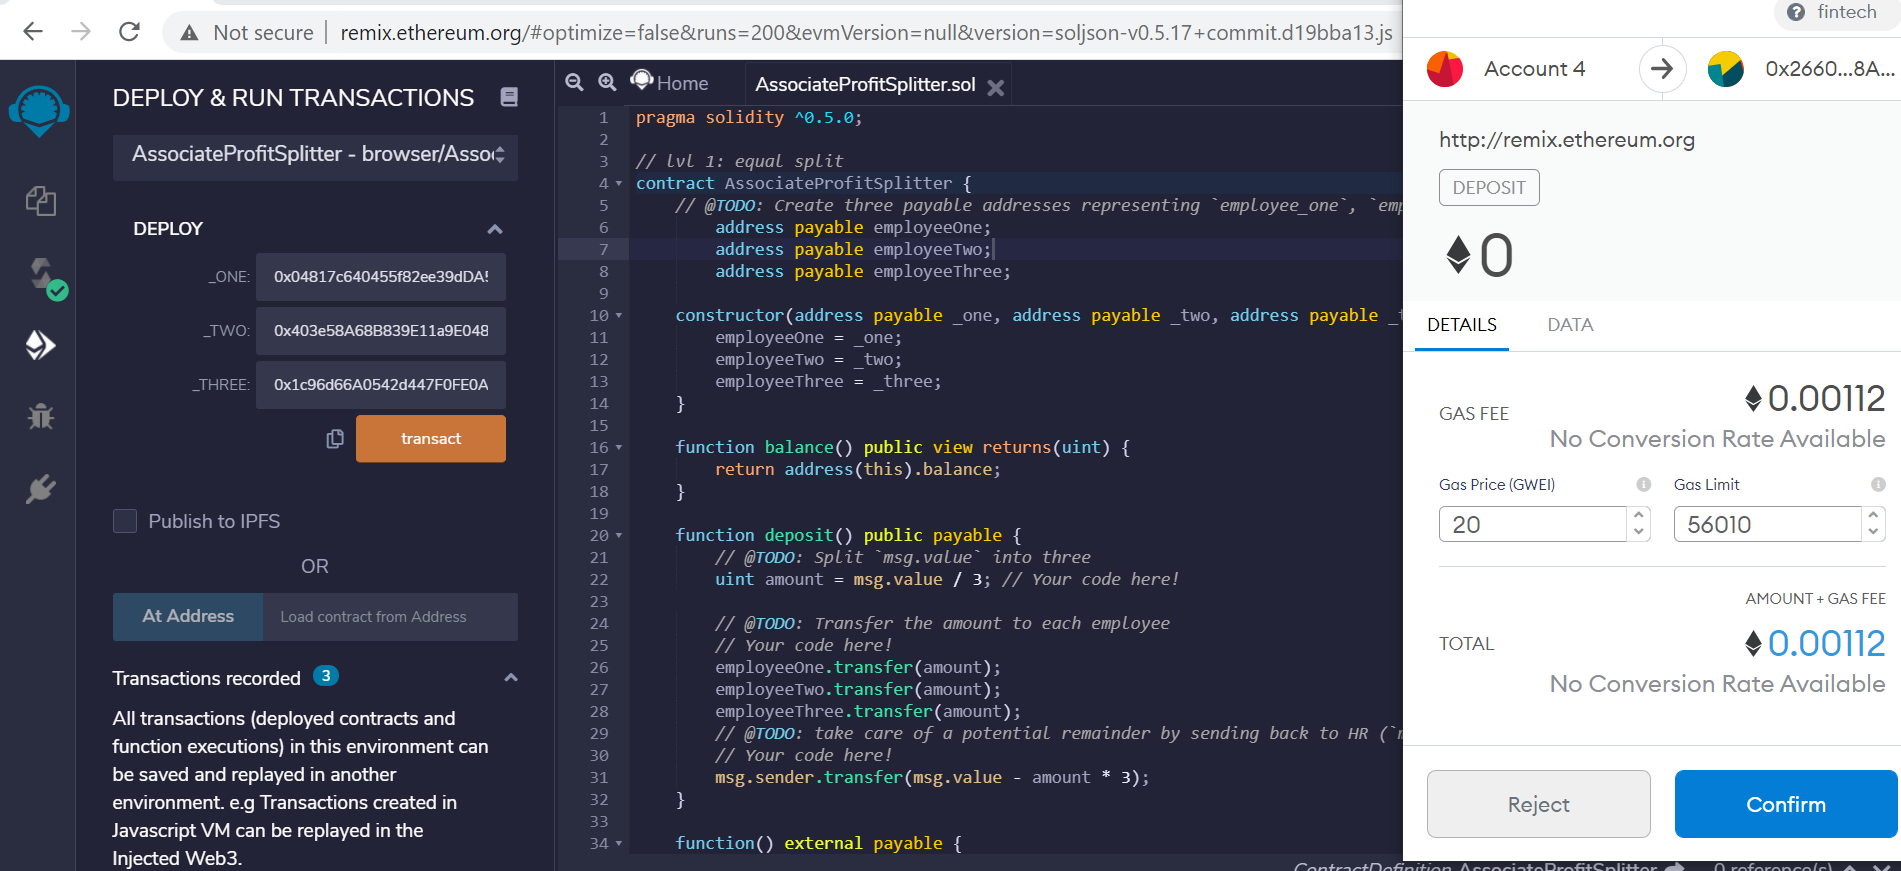 Not secure | remix.ethereum.org/#optimize=false&runs=200&evmVersion=null&version=soljson-v0.5.17+commit.d19bba13.js
DEPLOY & RUN TRANSACTIONS
AssociateProfitSplitter - browser/Asso
DEPLOY
_ONE: 0x04817c640455f82ee39dDA
_TWO: 0x403e58A68B839E11a9E048
_THREE: 0x1c96d66A0542d447F0FE0A
transact
Publish to IPFS
OR
At Address
Load contract from Address
Transactions recorded 3
All transactions (deployed contracts and
function executions) in this environment can
be saved and replayed in another
environment. e.g Transactions created in
Javascript VM can be replayed in the
Injected Web3.
Home
AssociateProfitSplitter.sol
1 pragma solidity ^0.5.0;
2
3 // lvl 1: equal split
4 contract AssociateProfitSplitter {
5 // @TODO: Create three payable addresses representing `employee_one`, `emp
6 address payable employeeOne;
7 address payable employeeTwo;
8 address payable employeeThree;
9
10 constructor(address payable _one, address payable _two, address payable _t
11 employeeOne = _one;
12 employeeTwo = _two;
13 employeeThree = _three;
14 }
15
16 function balance() public view returns(uint) {
17 return address(this).balance;
18 }
19
20 function deposit() public payable {
21 // @TODO: Split `msg.value` into three
22 uint amount = msg.value / 3; // Your code here!
23
24 // @TODO: Transfer the amount to each employee
25 // Your code here!
26 employeeOne.transfer(amount);
27 employeeTwo.transfer(amount);
28 employeeThree.transfer(amount);
29 // @TODO: take care of a potential remainder by sending back to HR (`
30 // Your code here!
31 msg.sender.transfer(msg.value - amount * 3);
32 }
33
34 function() external payable {
ContractDefinition AssociateProfitSplitter 0 reference(s)
fintech
Account 4
0x2660...8A...
http://remix.ethereum.org
DEPOSIT
0
DETAILS
DATA
GAS FEE
0.00112
No Conversion Rate Available
Gas Price (GWEI)
Gas Limit
20
56010
AMOUNT + GAS FEE
TOTAL
0.00112
No Conversion Rate Available
Reject
Confirm